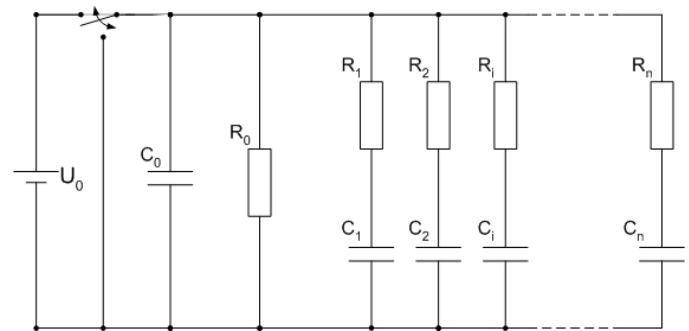 R₁ R₂ Rᵢ Rₙ
R₀
C₀
U₀
C₁ C₂ Cᵢ Cₙ